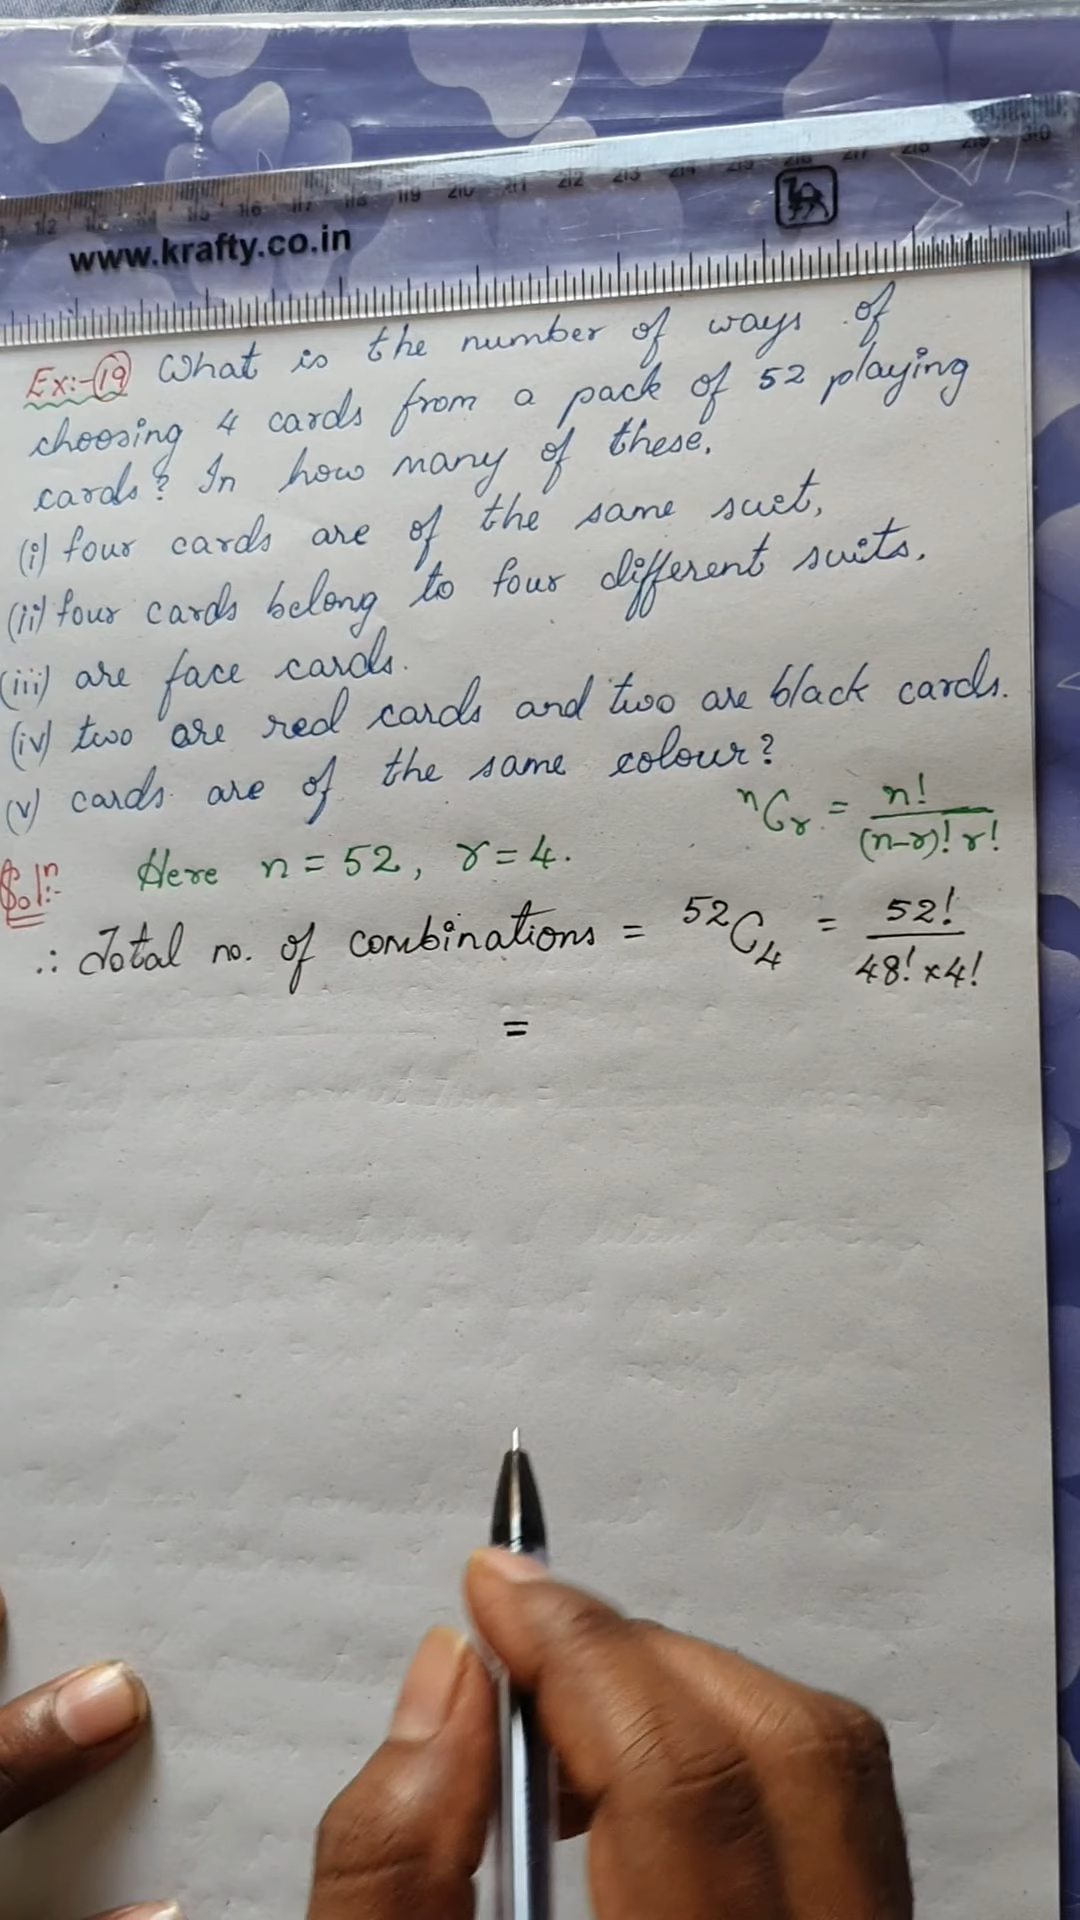 www.krafty.co.in
Ex:-(19) What is the number of ways of
choosing 4 cards from a pack of 52 playing
cards? In how many of these.
(i) four cards are of the same suit,
(ii) four cards belong to four different suits.
(iii) are face cards.
(iv) two are red cards and two are black cards.
(v) cards are of the same colour?
ⁿCᵣ = n! / (n-r)! r!
Solⁿ:- Here n = 52, r = 4.
∴ Total no. of combinations = ⁵²C₄ = 52! / 48! × 4!
=